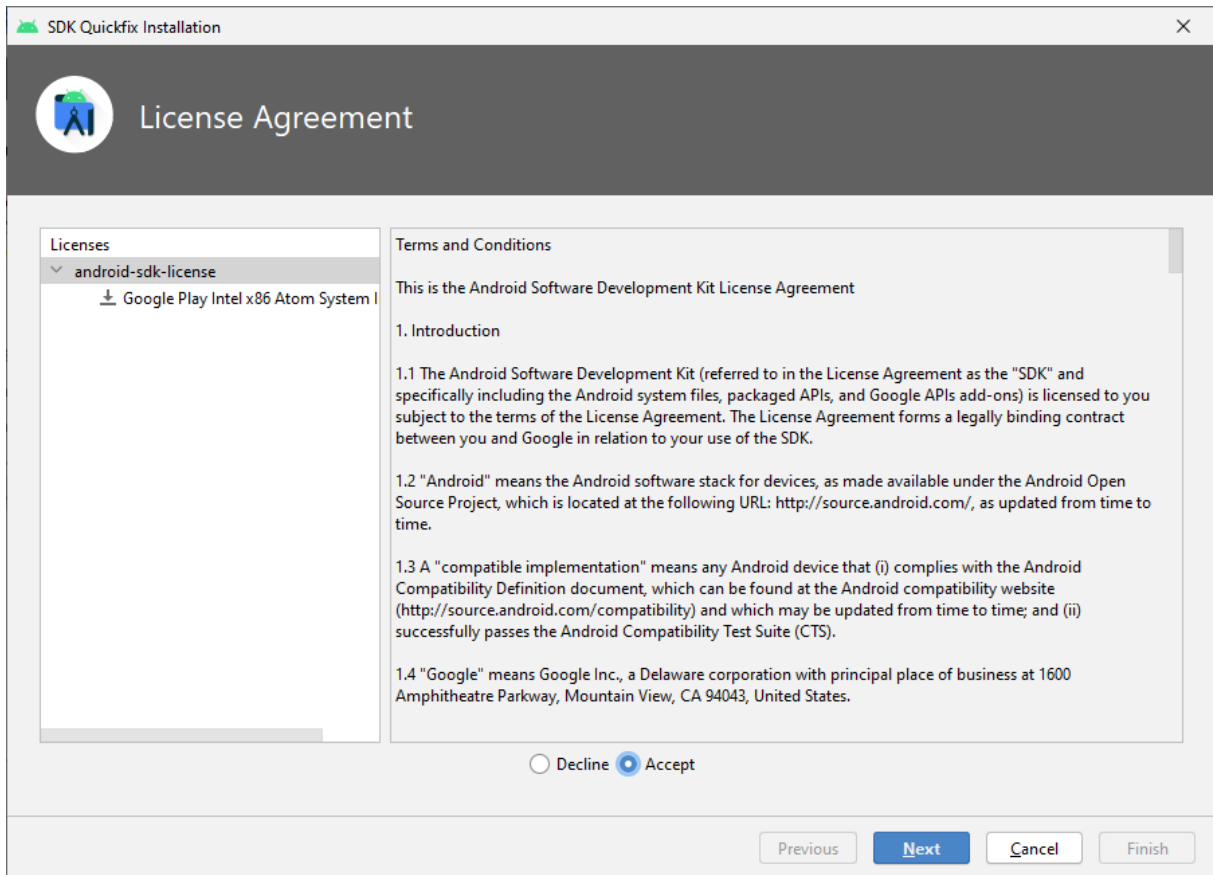 SDK Quickfix Installation
License Agreement
Licenses
android-sdk-license
Google Play Intel x86 Atom System I
Terms and Conditions
This is the Android Software Development Kit License Agreement
1. Introduction
1.1 The Android Software Development Kit (referred to in the License Agreement as the "SDK" and
specifically including the Android system files, packaged APIs, and Google APIs add-ons) is licensed to you
subject to the terms of the License Agreement. The License Agreement forms a legally binding contract
between you and Google in relation to your use of the SDK.
1.2 "Android" means the Android software stack for devices, as made available under the Android Open
Source Project, which is located at the following URL: http://source.android.com/, as updated from time to
time.
1.3 A "compatible implementation" means any Android device that (i) complies with the Android
Compatibility Definition document, which can be found at the Android compatibility website
(http://source.android.com/compatibility) and which may be updated from time to time; and (ii)
successfully passes the Android Compatibility Test Suite (CTS).
1.4 "Google" means Google Inc., a Delaware corporation with principal place of business at 1600
Amphitheatre Parkway, Mountain View, CA 94043, United States.
Decline Accept
Previous Next Cancel Finish